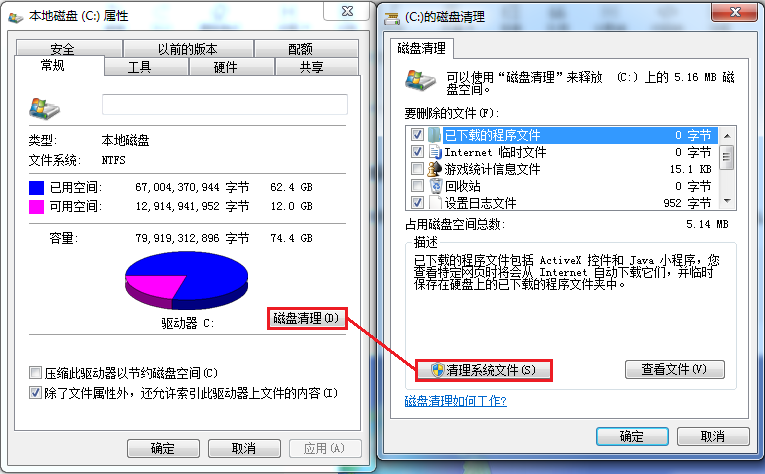 本地磁盘 (C:) 属性
安全 以前的版本 配额
常规 工具 硬件 共享
类型: 本地磁盘
文件系统: NTFS
已用空间: 67,004,370,944 字节 62.4 GB
可用空间: 12,914,941,952 字节 12.0 GB
容量: 79,919,312,896 字节 74.4 GB
驱动器 C:
磁盘清理(D)
压缩此驱动器以节约磁盘空间(C)
除了文件属性外，还允许索引此驱动器上文件的内容(I)
确定 取消 应用(A)
(C:)的磁盘清理
磁盘清理
可以使用“磁盘清理”来释放 (C:) 上的 5.16 MB 磁
盘空间。
要删除的文件(F):
已下载的程序文件 0 字节
Internet 临时文件 0 字节
游戏统计信息文件 15.1 KB
回收站 0 字节
设置日志文件 952 字节
占用磁盘空间总数: 5.14 MB
描述
已下载的程序文件包括 ActiveX 控件和 Java 小程序，您
查看特定网页时将会从 Internet 自动下载它们，并临时
保存在硬盘上的已下载的程序文件夹中。
清理系统文件(S) 查看文件(V)
磁盘清理如何工作?
确定 取消